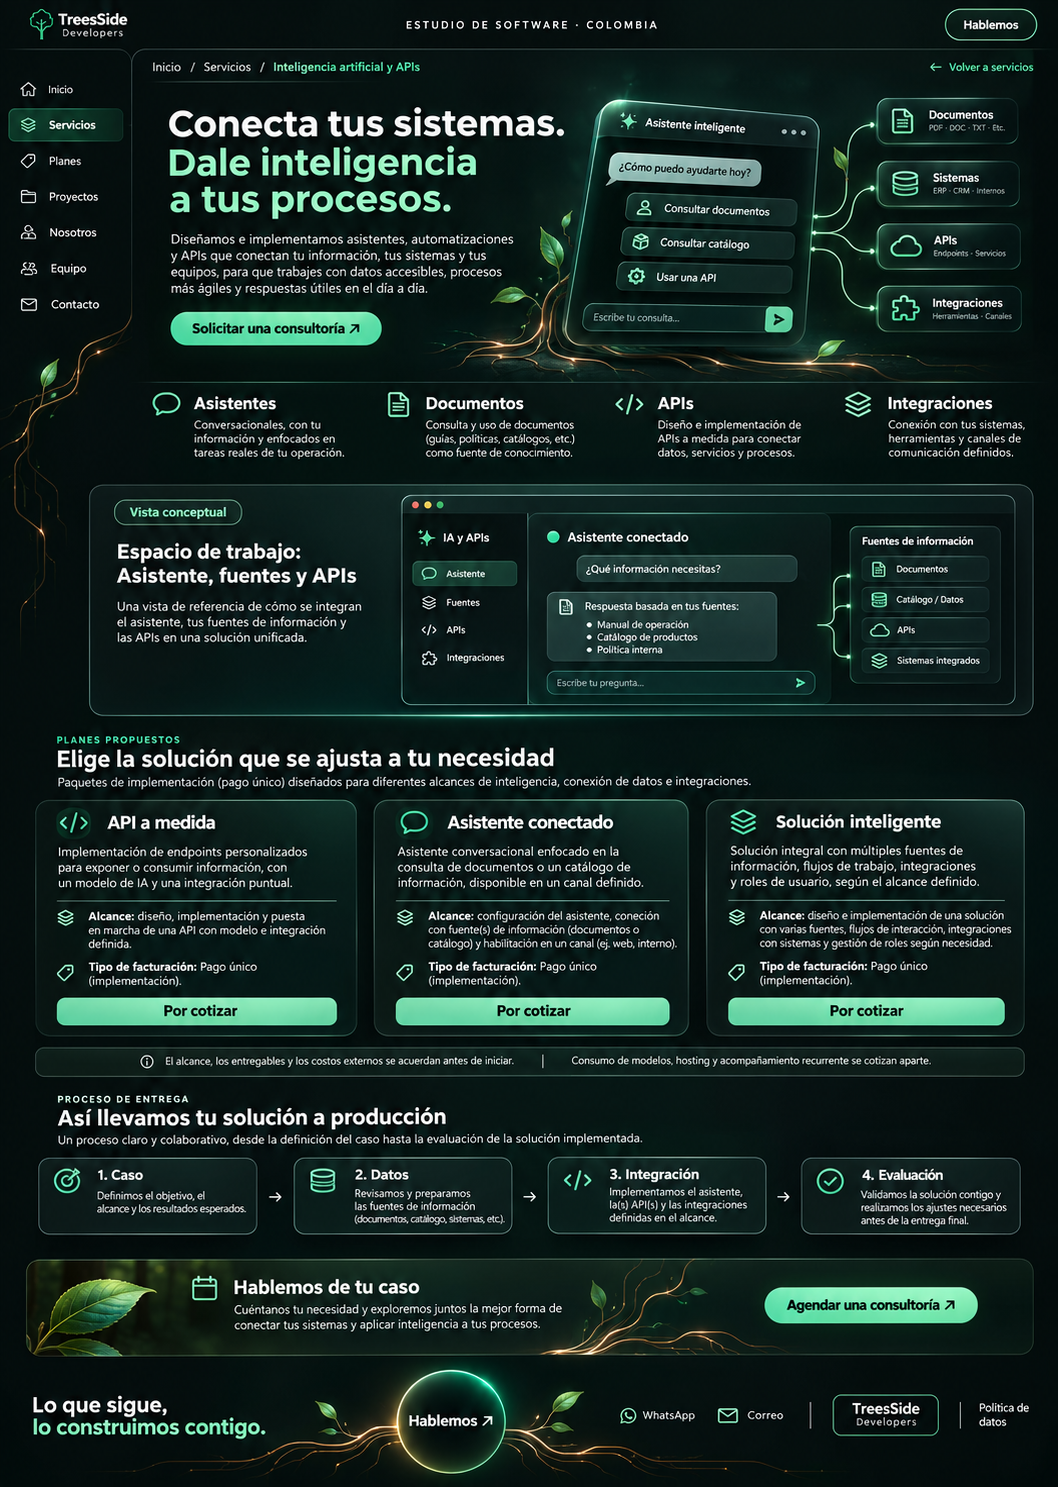 TreesSide
Developers
ESTUDIO DE SOFTWARE · COLOMBIA
Hablemos
Inicio
Servicios
Planes
Proyectos
Nosotros
Equipo
Contacto
Inicio / Servicios / Inteligencia artificial y APIs
← Volver a servicios
Conecta tus sistemas.
Dale inteligencia
a tus procesos.
Diseñamos e implementamos asistentes, automatizaciones
y APIs que conectan tu información, tus sistemas y tus
equipos, para que trabajes con datos accesibles, procesos
más ágiles y respuestas útiles en el día a día.
Solicitar una consultoría ↗
Asistente inteligente
¿Cómo puedo ayudarte hoy?
Consultar documentos
Consultar catálogo
Usar una API
Escribe tu consulta...
Documentos
PDF · DOC · TXT · Etc.
Sistemas
ERP · CRM · Internos
APIs
Endpoints · Servicios
Integraciones
Herramientas · Canales
Asistentes
Conversacionales, con tu
información y enfocados en
tareas reales de tu operación.
Documentos
Consulta y uso de documentos
(guías, políticas, catálogos, etc.)
como fuente de conocimiento.
APIs
Diseño e implementación de
APIs a medida para conectar
datos, servicios y procesos.
Integraciones
Conexión con tus sistemas,
herramientas y canales de
comunicación definidos.
Vista conceptual
Espacio de trabajo:
Asistente, fuentes y APIs
Una vista de referencia de cómo se integran
el asistente, tus fuentes de información y
las APIs en una solución unificada.
IA y APIs
Asistente
Fuentes
APIs
Integraciones
Asistente conectado
¿Qué información necesitas?
Respuesta basada en tus fuentes:
• Manual de operación
• Catálogo de productos
• Política interna
Escribe tu pregunta...
Fuentes de información
Documentos
Catálogo / Datos
APIs
Sistemas integrados
PLANES PROPUESTOS
Elige la solución que se ajusta a tu necesidad
Paquetes de implementación (pago único) diseñados para diferentes alcances de inteligencia, conexión de datos e integraciones.
API a medida
Implementación de endpoints personalizados
para exponer o consumir información, con
un modelo de IA y una integración puntual.
Alcance: diseño, implementación y puesta
en marcha de una API con modelo e integración
definida.
Tipo de facturación: Pago único
(implementación).
Por cotizar
Asistente conectado
Asistente conversacional enfocado en la
consulta de documentos o un catálogo de
información, disponible en un canal definido.
Alcance: configuración del asistente, coneción
con fuente(s) de información (documentos o
catálogo) y habilitación en un canal (ej. web, interno).
Tipo de facturación: Pago único
(implementación).
Por cotizar
Solución inteligente
Solución integral con múltiples fuentes de
información, flujos de trabajo, integraciones
y roles de usuario, según el alcance definido.
Alcance: diseño e implementación de una solución
con varias fuentes, flujos de interacción, integraciones
con sistemas y gestión de roles según necesidad.
Tipo de facturación: Pago único
(implementación).
Por cotizar
El alcance, los entregables y los costos externos se acuerdan antes de iniciar. | Consumo de modelos, hosting y acompañamiento recurrente se cotizan aparte.
PROCESO DE ENTREGA
Así llevamos tu solución a producción
Un proceso claro y colaborativo, desde la definición del caso hasta la evaluación de la solución implementada.
1. Caso
Definimos el objetivo, el
alcance y los resultados esperados.
2. Datos
Revisamos y preparamos
las fuentes de información
(documentos, catálogo, sistemas, etc.).
3. Integración
Implementamos el asistente,
la(s) API(s) y las integraciones
definidas en el alcance.
4. Evaluación
Validamos la solución contigo y
realizamos los ajustes necesarios
antes de la entrega final.
Hablemos de tu caso
Cuéntanos tu necesidad y exploremos juntos la mejor forma de
conectar tus sistemas y aplicar inteligencia a tus procesos.
Agendar una consultoría ↗
Lo que sigue,
lo construimos contigo.
Hablemos ↗
WhatsApp
Correo
TreesSide
Developers
Política de
datos